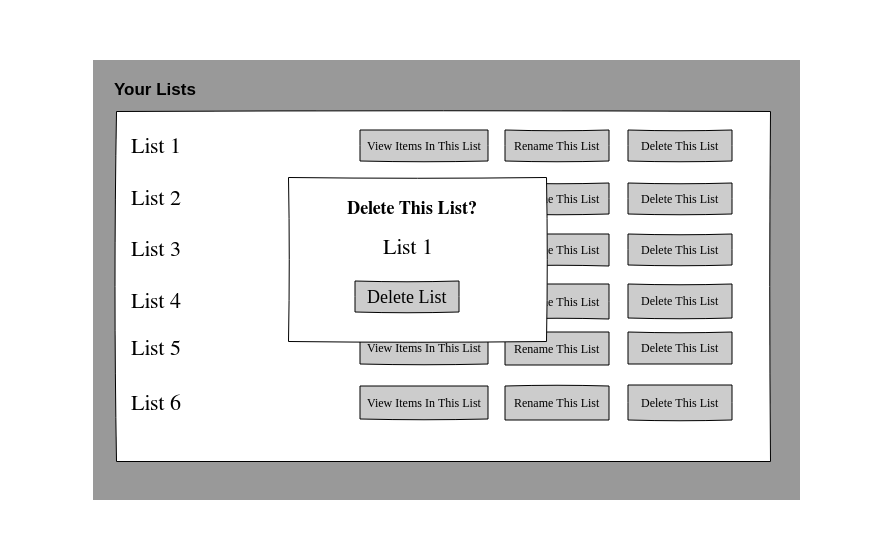 Your Lists
List 1 View Items In This List Rename This List Delete This List
List 2 This List Delete This List
Delete This List?
List 1
List 3 This List Delete This List
Delete List
List 4 This List Delete This List
List 5 View Items In This List Rename This List Delete This List
List 6 View Items In This List Rename This List Delete This List